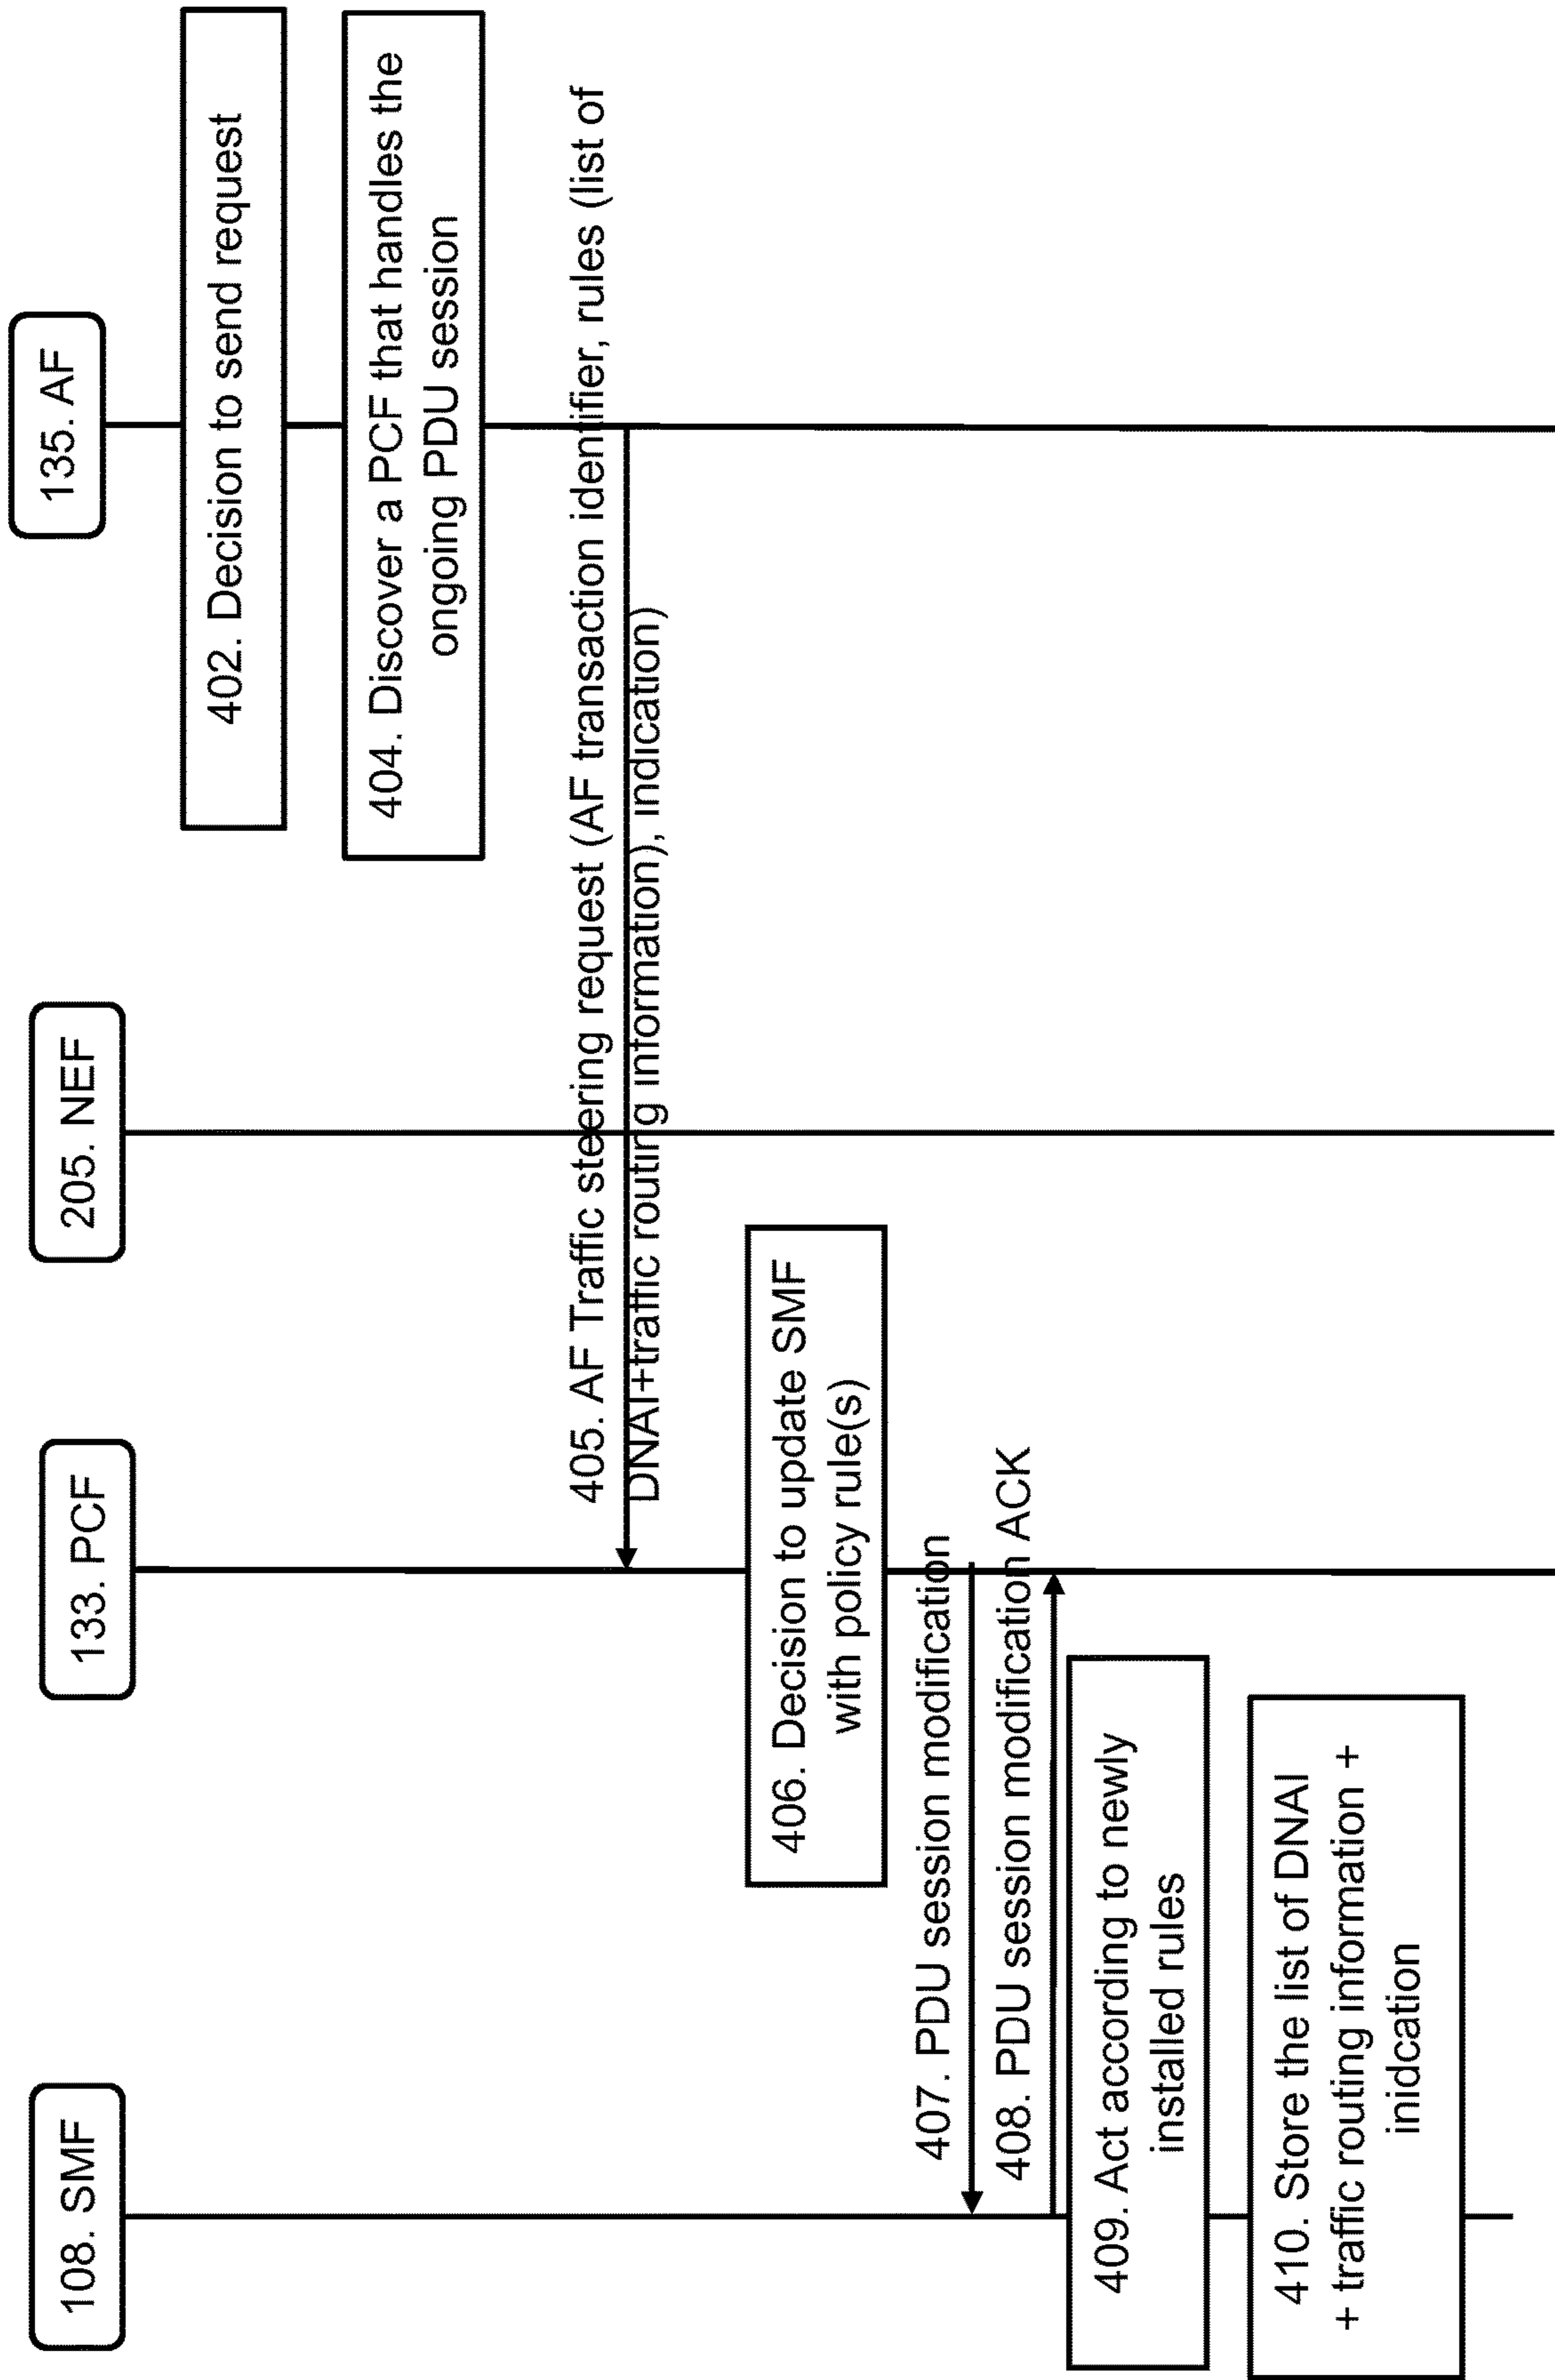 108. SMF
133. PCF
205. NEF
135. AF
402. Decision to send request
404. Discover a PCF that handles the
ongoing PDU session
405. AF Traffic steering request (AF transaction identifier, rules (list of
DNAI+traffic routing information), indication)
406. Decision to update SMF
with policy rule(s)
407. PDU session modification
408. PDU session modification ACK
409. Act according to newly
installed rules
410. Store the list of DNAI
+ traffic routing information +
inidcation